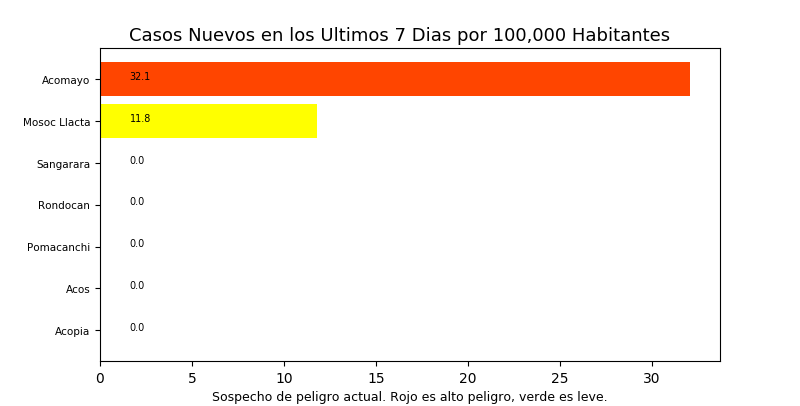 Casos Nuevos en los Ultimos 7 Dias por 100,000 Habitantes
Acomayo 32.1
Mosoc Llacta 11.8
Sangarara 0.0
Rondocan 0.0
Pomacanchi 0.0
Acos 0.0
Acopia 0.0
0 5 10 15 20 25 30
Sospecho de peligro actual. Rojo es alto peligro, verde es leve.